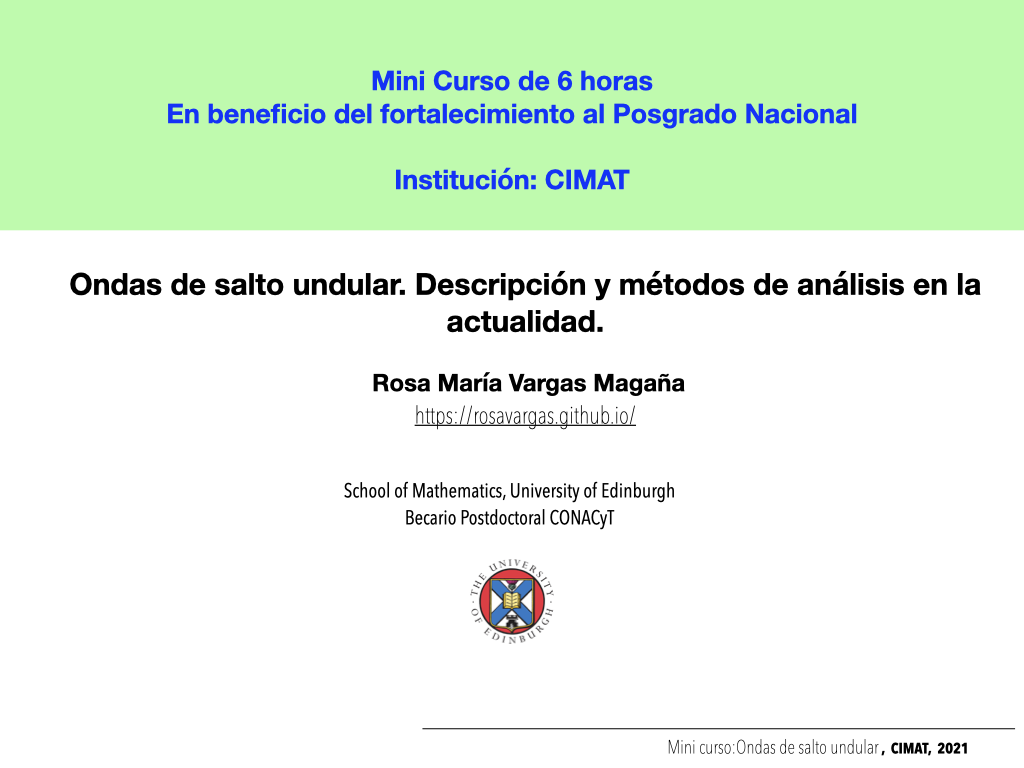 Mini Curso de 6 horas
En beneficio del fortalecimiento al Posgrado Nacional
Institución: CIMAT
Ondas de salto undular. Descripción y métodos de análisis en la
actualidad.
Rosa María Vargas Magaña
https://rosavargas.github.io/
School of Mathematics, University of Edinburgh
Becario Postdoctoral CONACyT
THE UNIVERSITY OF EDINBURGH
Mini curso:Ondas de salto undular, CIMAT, 2021